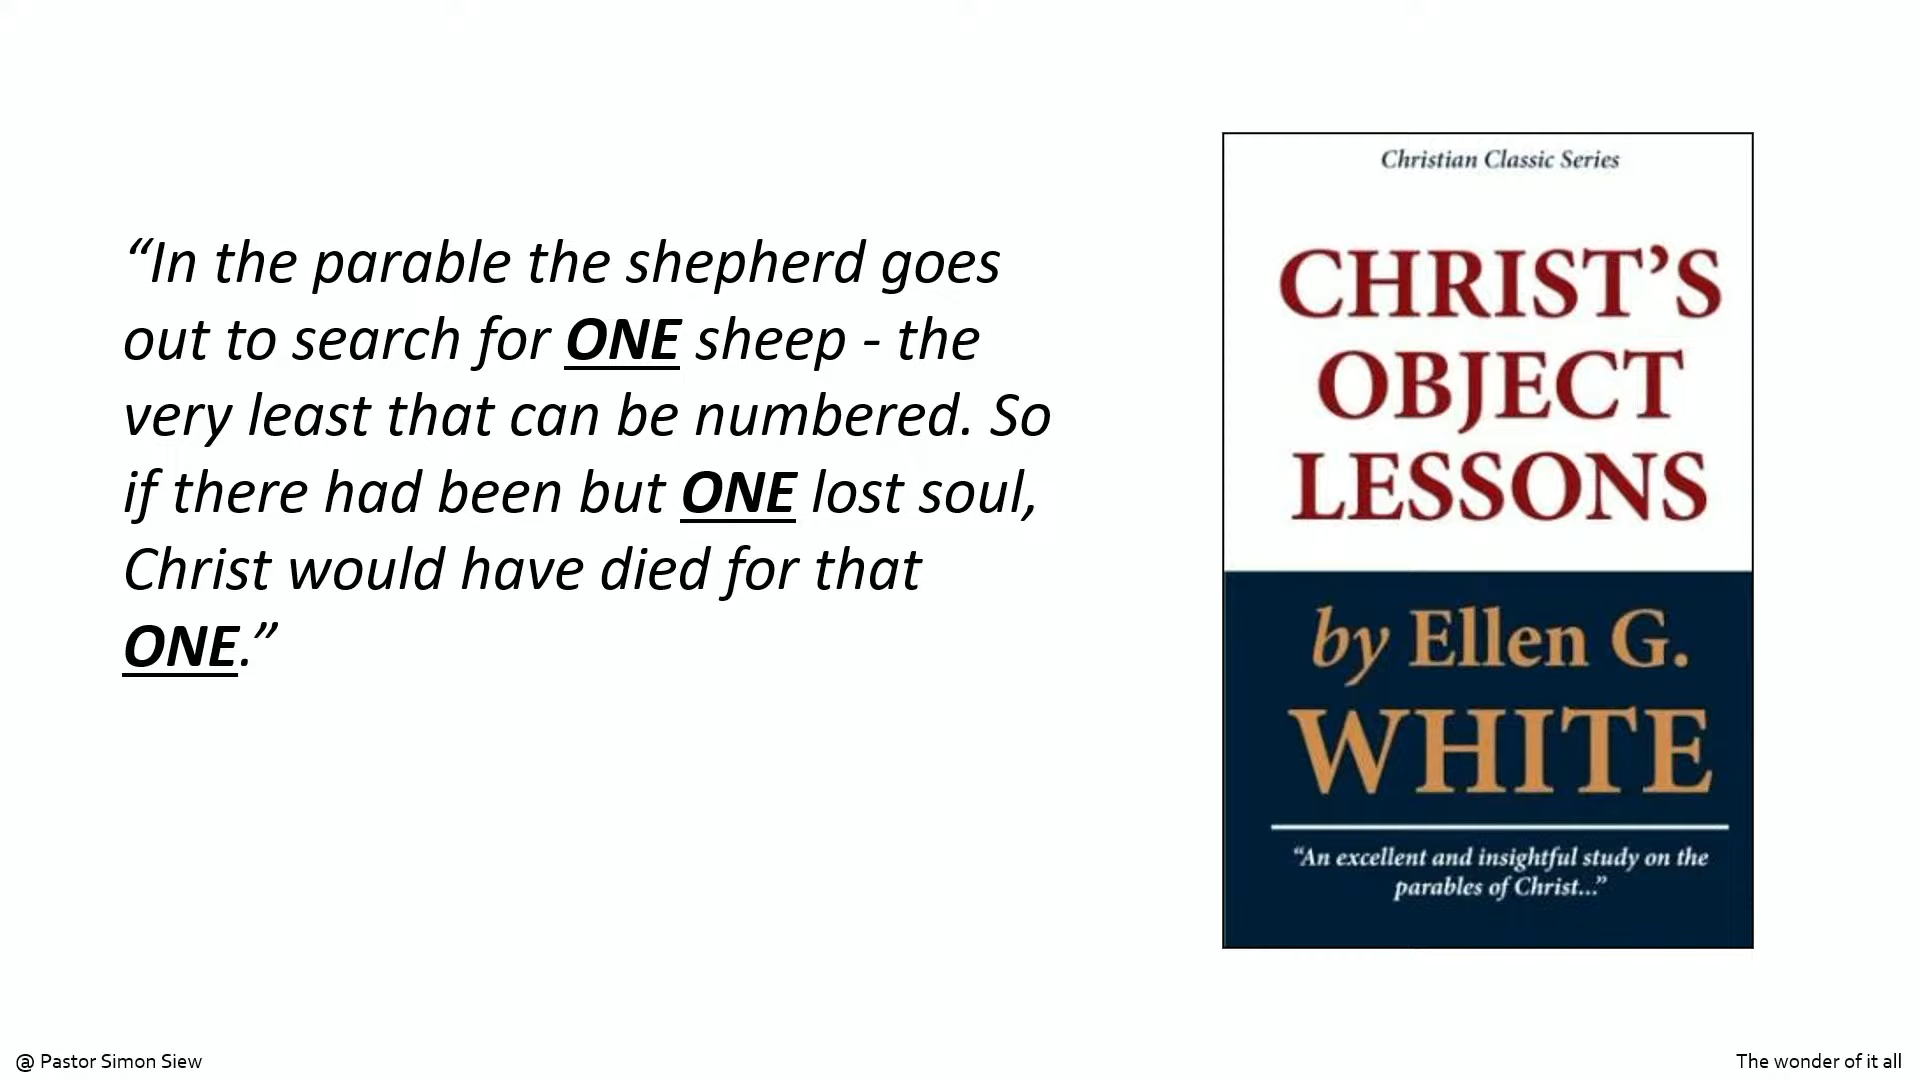 “In the parable the shepherd goes
out to search for ONE sheep - the
very least that can be numbered. So
if there had been but ONE lost soul,
Christ would have died for that
ONE.”
Christian Classic Series
CHRIST’S
OBJECT
LESSONS
by Ellen G.
WHITE
“An excellent and insightful study on the
parables of Christ...”
@ Pastor Simon Siew
The wonder of it all